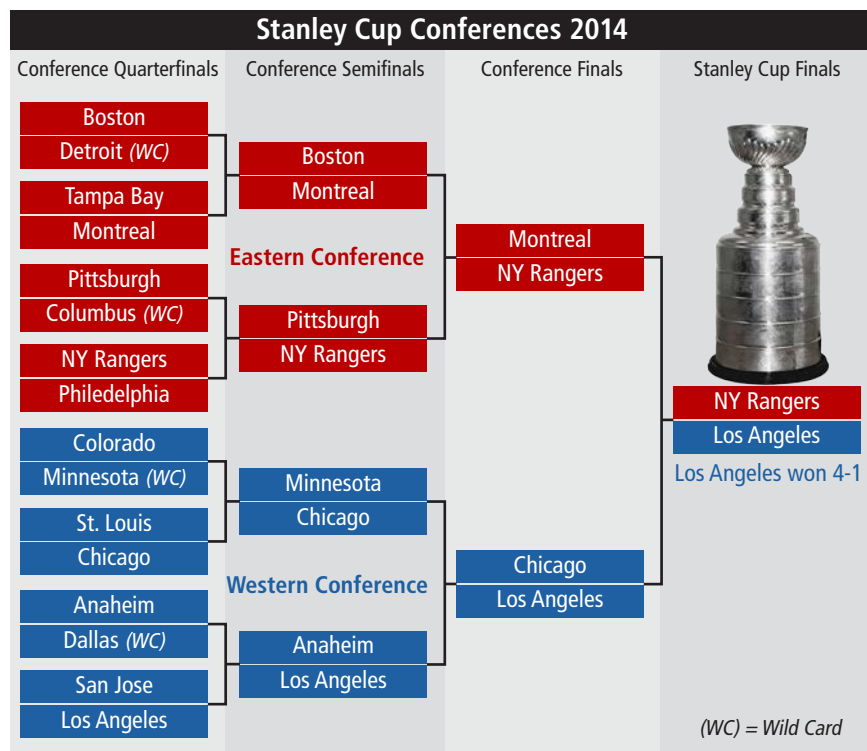 Stanley Cup Conferences 2014
Conference Quarterfinals
Conference Semifinals
Conference Finals
Stanley Cup Finals
Boston
Detroit (WC)
Tampa Bay
Montreal
Pittsburgh
Columbus (WC)
NY Rangers
Philedelphia
Colorado
Minnesota (WC)
St. Louis
Chicago
Anaheim
Dallas (WC)
San Jose
Los Angeles
Boston
Montreal
Eastern Conference
Pittsburgh
NY Rangers
Minnesota
Chicago
Western Conference
Anaheim
Los Angeles
Montreal
NY Rangers
Chicago
Los Angeles
NY Rangers
Los Angeles
Los Angeles won 4-1
(WC) = Wild Card